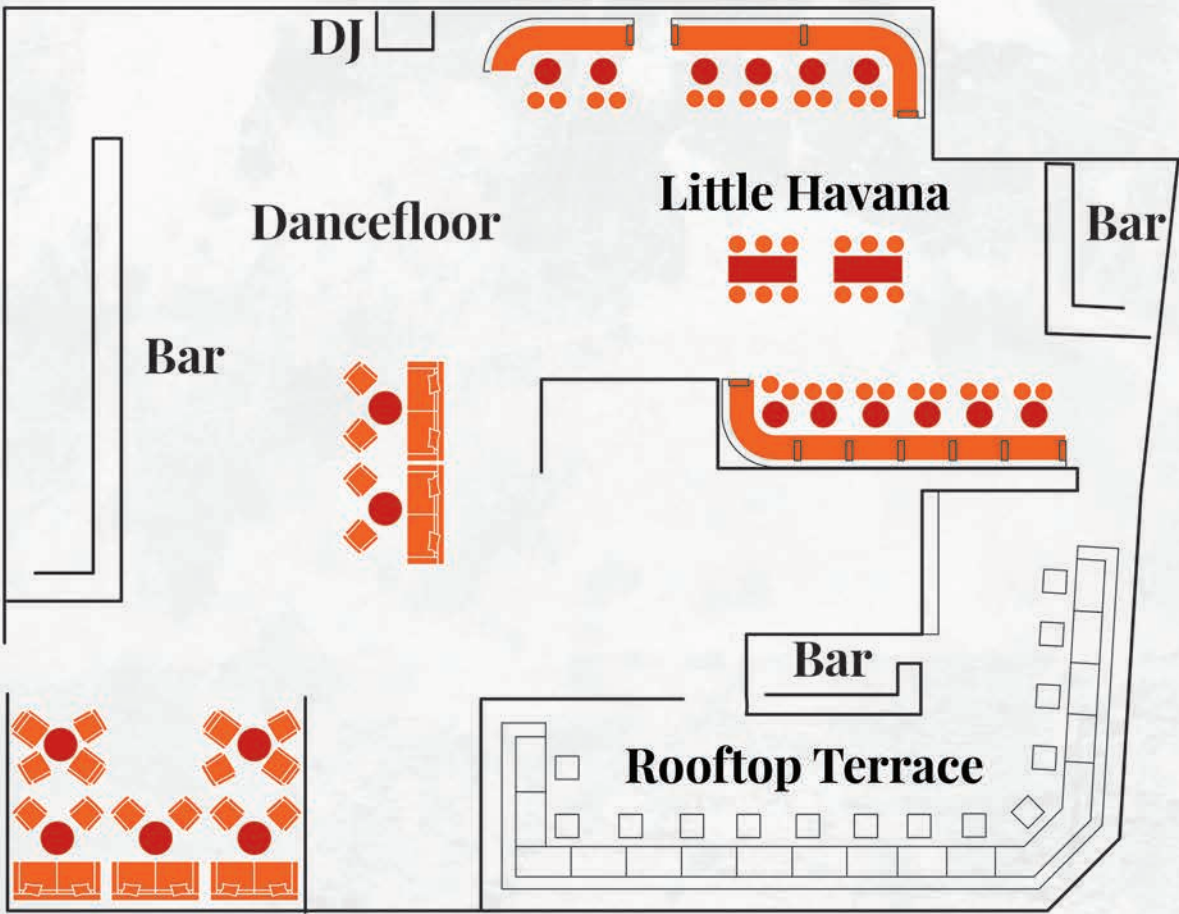 DJ
Little Havana
Dancefloor
Bar
Bar
Bar
Rooftop Terrace